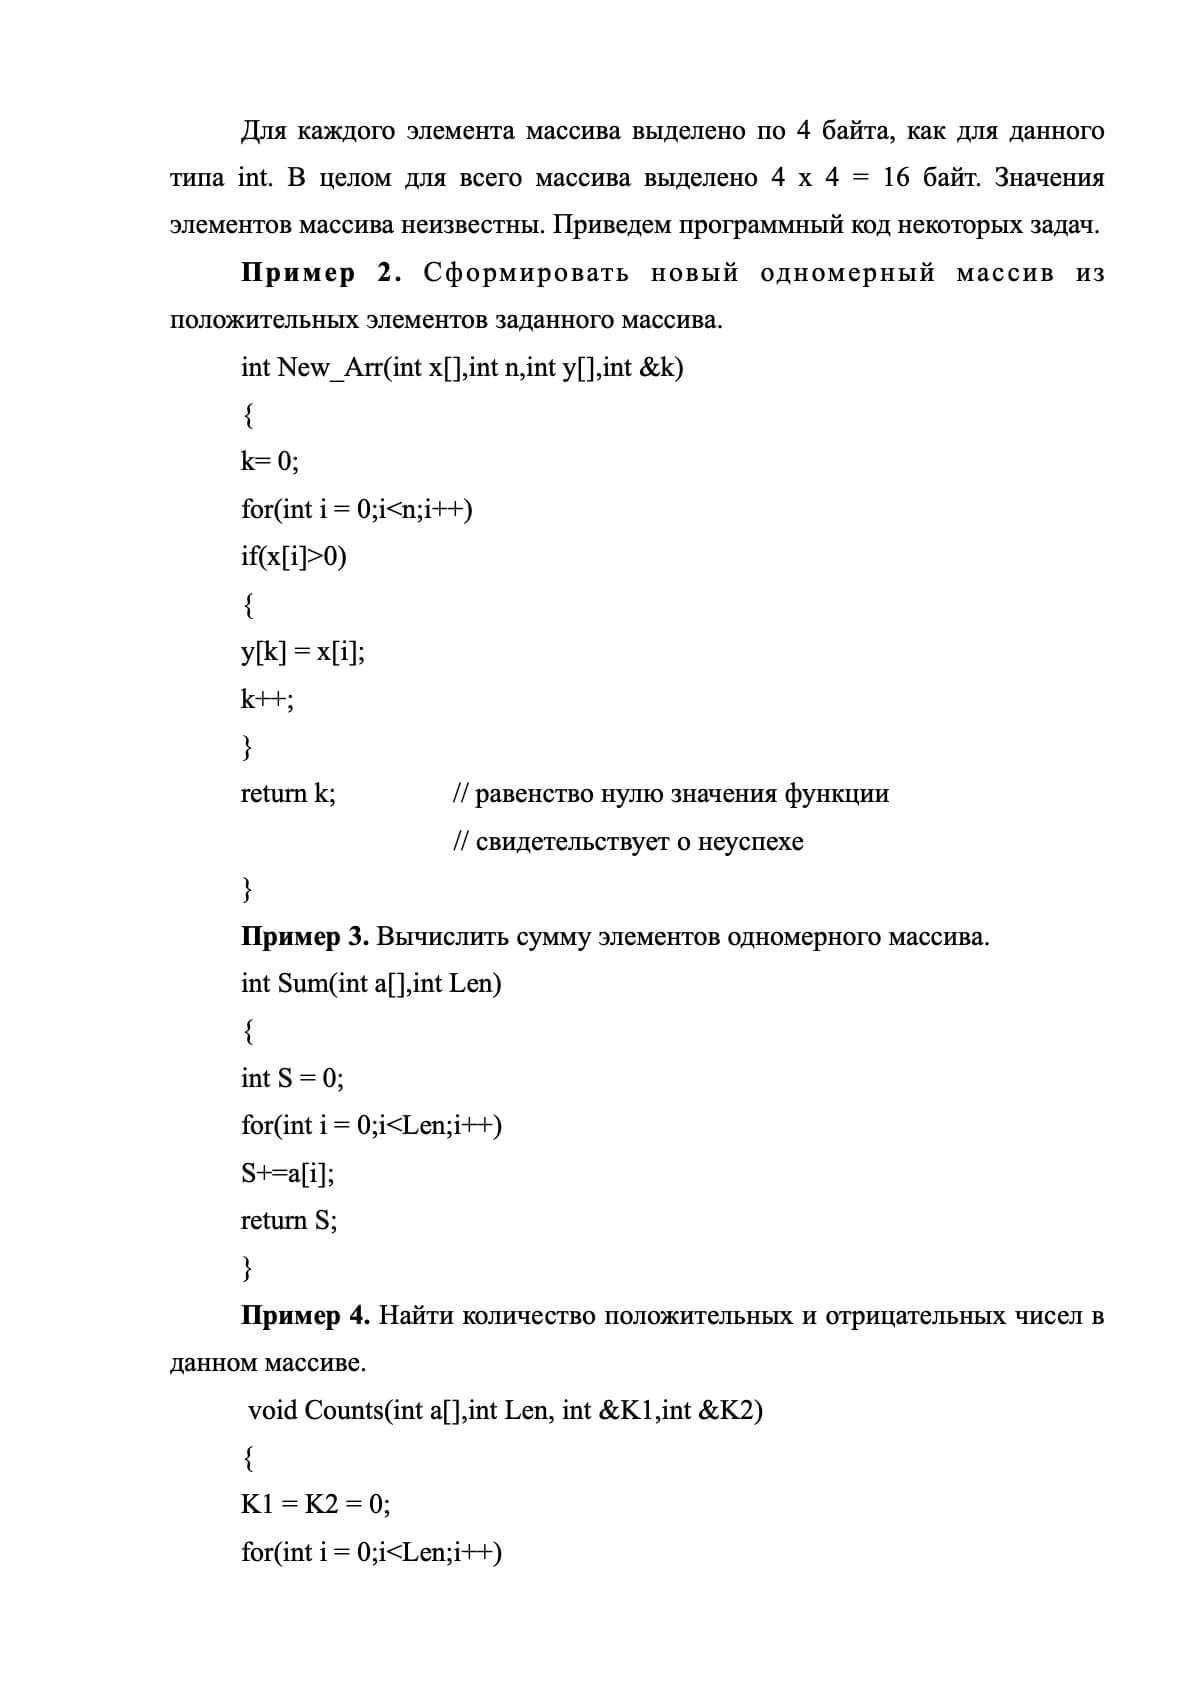 Для каждого элемента массива выделено по 4 байта, как для данного
типа int. В целом для всего массива выделено 4 x 4 = 16 байт. Значения
элементов массива неизвестны. Приведем программный код некоторых задач.
Пример 2. Сформировать новый одномерный массив из
положительных элементов заданного массива.
int New_Arr(int x[],int n,int y[],int &k)
{
k= 0;
for(int i = 0;i<n;i++)
if(x[i]>0)
{
y[k] = x[i];
k++;
}
return k; // равенство нулю значения функции
// свидетельствует о неуспехе
}
Пример 3. Вычислить сумму элементов одномерного массива.
int Sum(int a[],int Len)
{
int S = 0;
for(int i = 0;i<Len;i++)
S+=a[i];
return S;
}
Пример 4. Найти количество положительных и отрицательных чисел в
данном массиве.
void Counts(int a[],int Len, int &K1,int &K2)
{
K1 = K2 = 0;
for(int i = 0;i<Len;i++)